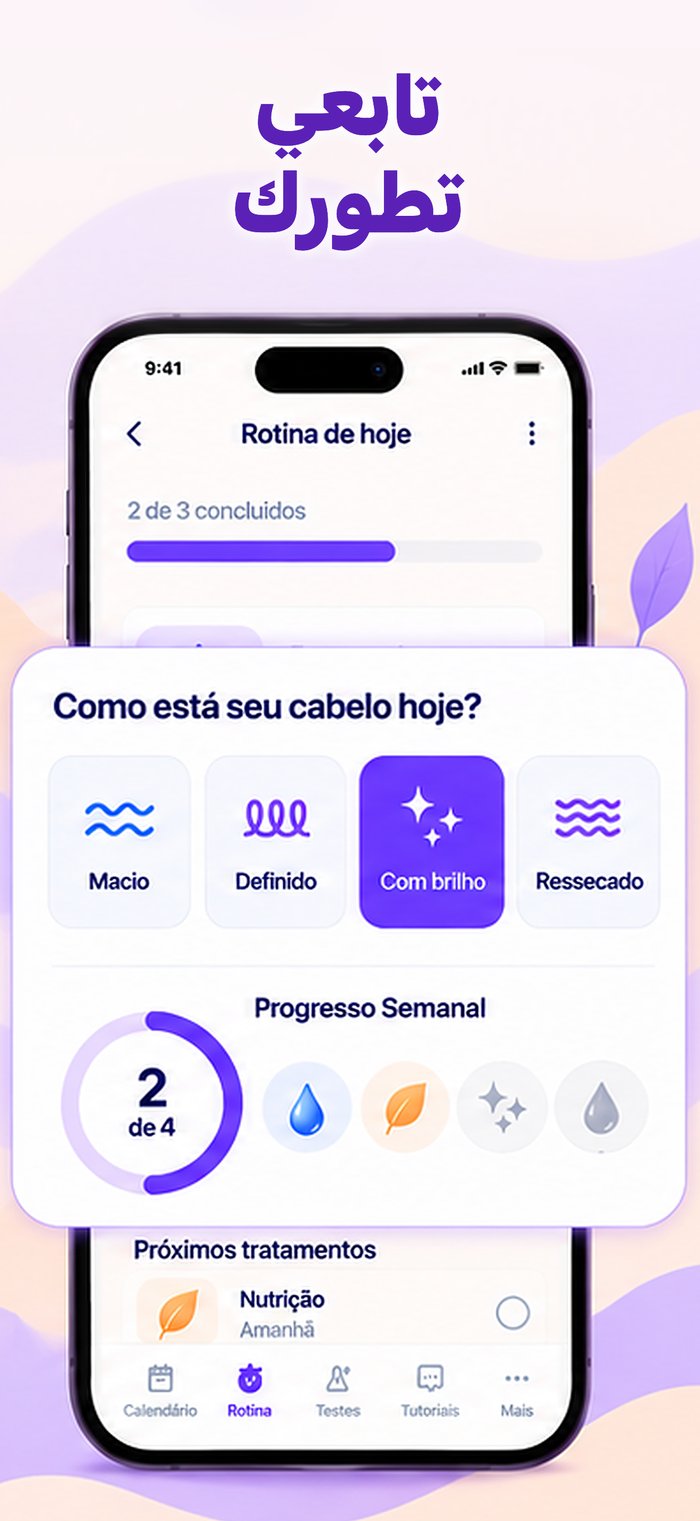 تابعي
تطورك
9:41
Rotina de hoje
2 de 3 concluidos
Como está seu cabelo hoje?
Macio
Definido
Com brilho
Ressecado
Progresso Semanal
2
de 4
Próximos tratamentos
Nutrição
Amanhã
Calendário
Rotina
Testes
Tutoriais
Mais